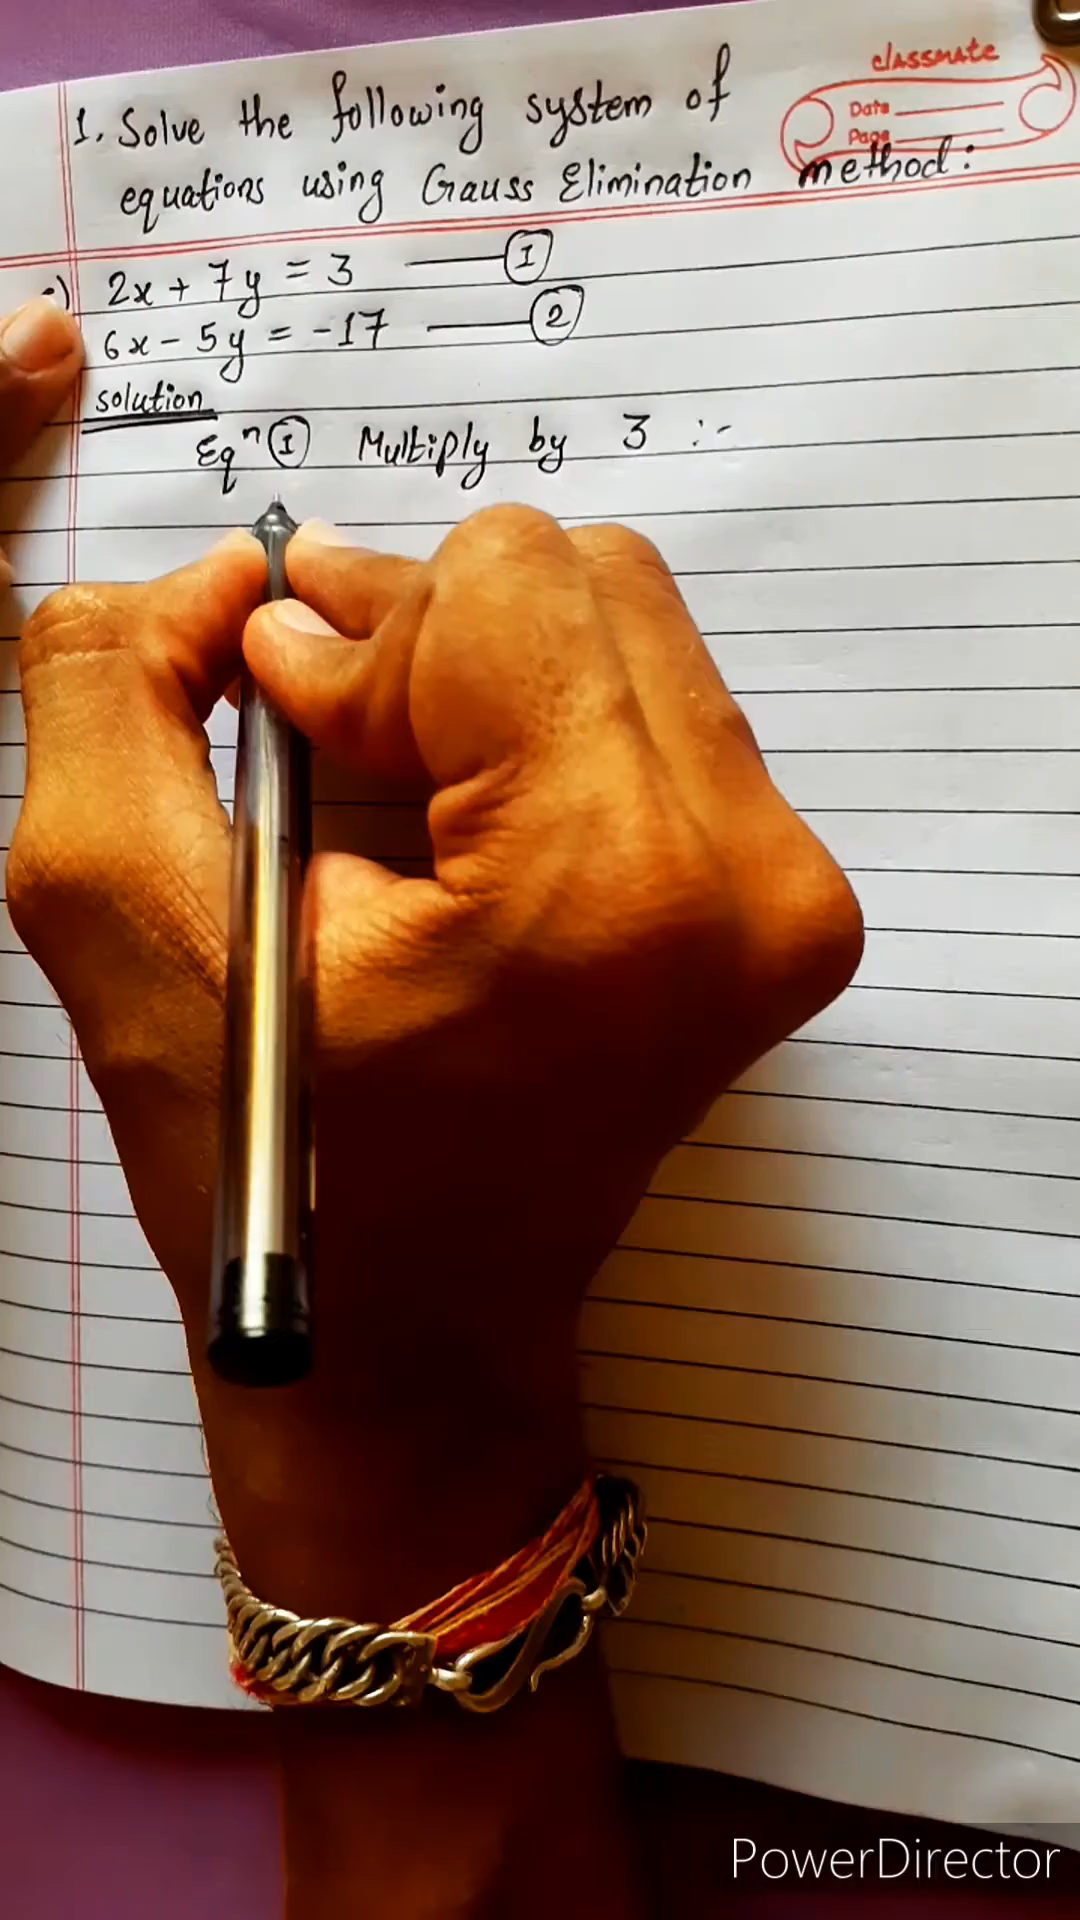 classmate
Date
Page
1. Solve the following system of
equations using Gauss Elimination method:
2x + 7y = 3 ——— ①
6x - 5y = -17 ——— ②
solution
Eqⁿ ① Multiply by 3 :-
PowerDirector